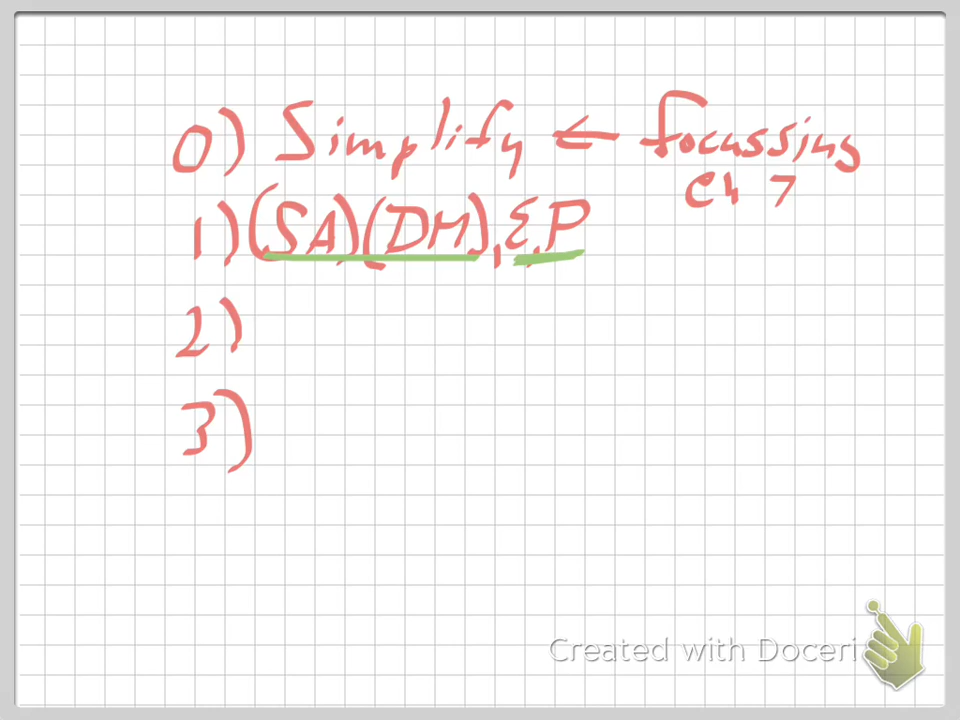 0) Simplify ← focussing
Ch 7
1) (SA)(DM), E.P
2)
3)
Created with Doceri